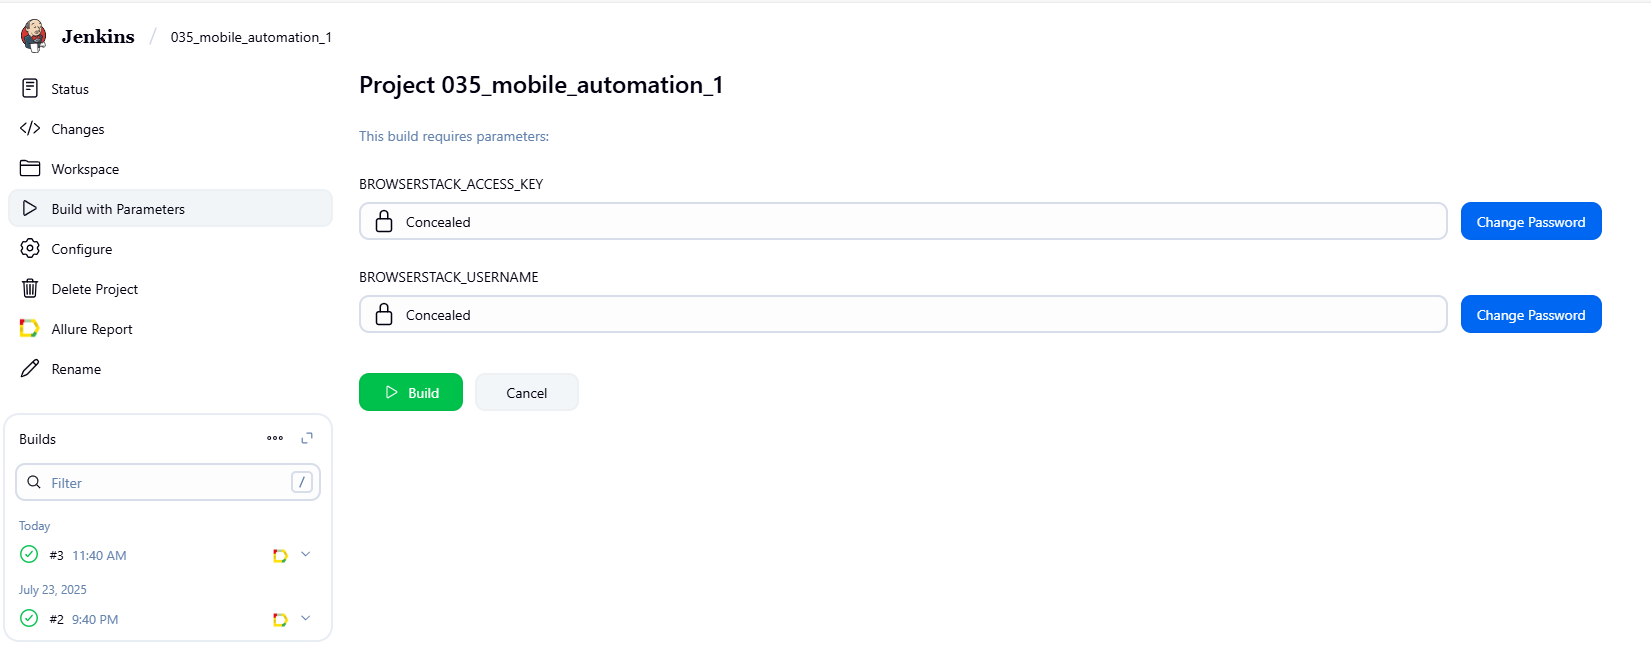 Jenkins / 035_mobile_automation_1
Status
Changes
Workspace
Build with Parameters
Configure
Delete Project
Allure Report
Rename
Builds
Filter /
Today
#3 11:40 AM
July 23, 2025
#2 9:40 PM
Project 035_mobile_automation_1
This build requires parameters:
BROWSERSTACK_ACCESS_KEY
Concealed Change Password
BROWSERSTACK_USERNAME
Concealed Change Password
Build Cancel